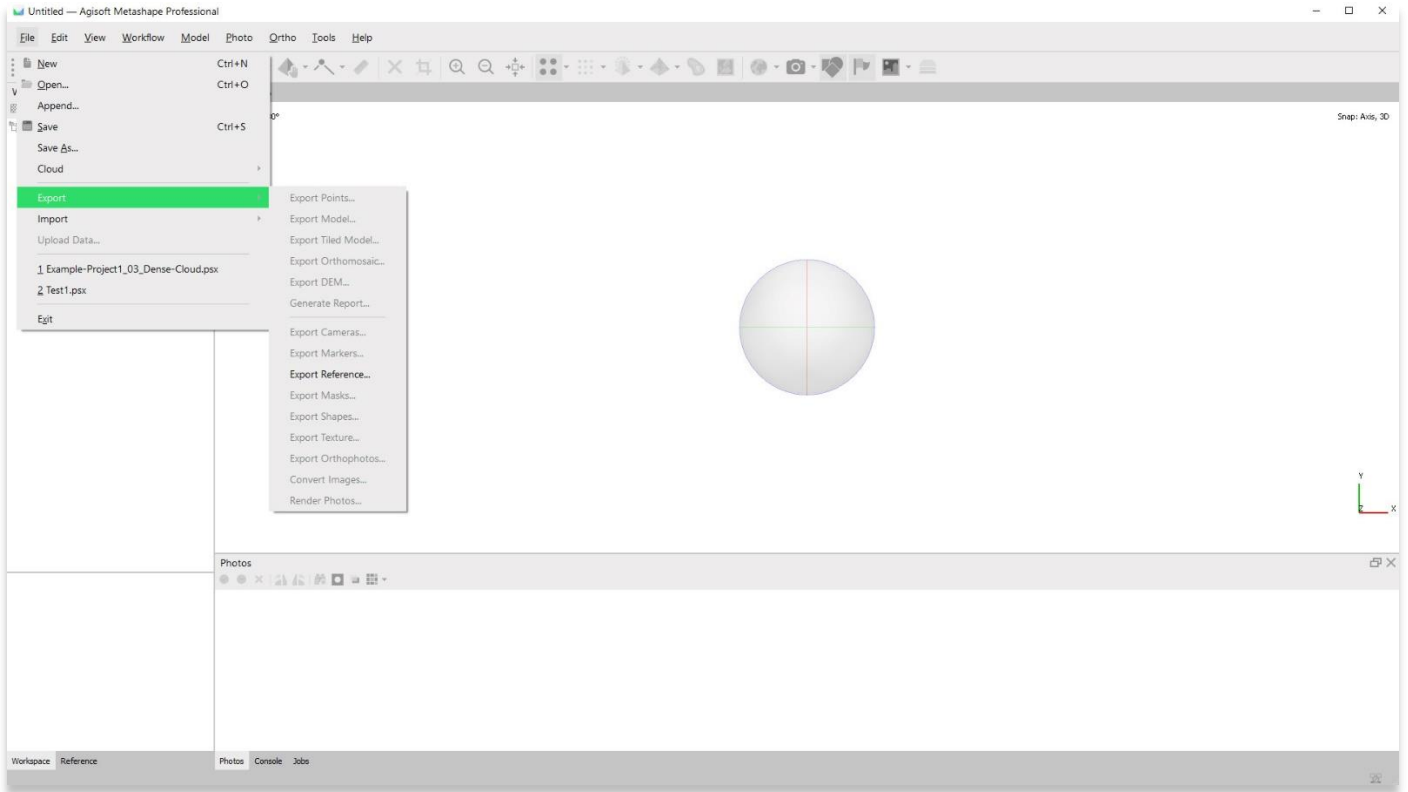 Untitled — Agisoft Metashape Professional
File Edit View Workflow Model Photo Ortho Tools Help
New Ctrl+N
Open... Ctrl+O
Append...
Save Ctrl+S
Save As...
Cloud
Export
Import
Upload Data...
1 Example-Project1_03_Dense-Cloud.psx
2 Test1.psx
Exit
Export Points...
Export Model...
Export Tiled Model...
Export Orthomosaic...
Export DEM...
Generate Report...
Export Cameras...
Export Markers...
Export Reference...
Export Masks...
Export Shapes...
Export Texture...
Export Orthophotos...
Convert Images...
Render Photos...
Snap: Axis, 3D
Y
Z X
Photos
Workspace Reference
Photos Console Jobs